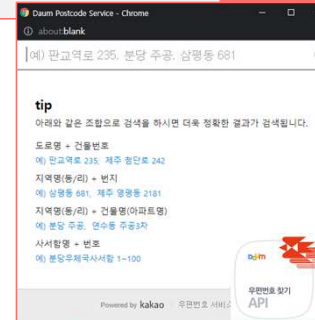 Daum Postcode Service - Chrome
about:blank
예) 판교역로 235, 분당 주공, 삼평동 681
tip
아래와 같은 조합으로 검색을 하시면 더욱 정확한 결과가 검색됩니다.
도로명 + 건물번호
예) 판교역로 235, 제주 첨단로 242
지역명(동/리) + 번지
예) 삼평동 681, 제주 영평동 2181
지역명(동/리) + 건물명(아파트명)
예) 분당 주공, 연수동 주공3차
사서함명 + 번호
예) 분당우체국사서함 1~100
Daum
우편번호 찾기
API
Powered by kakao 우편번호 서비스